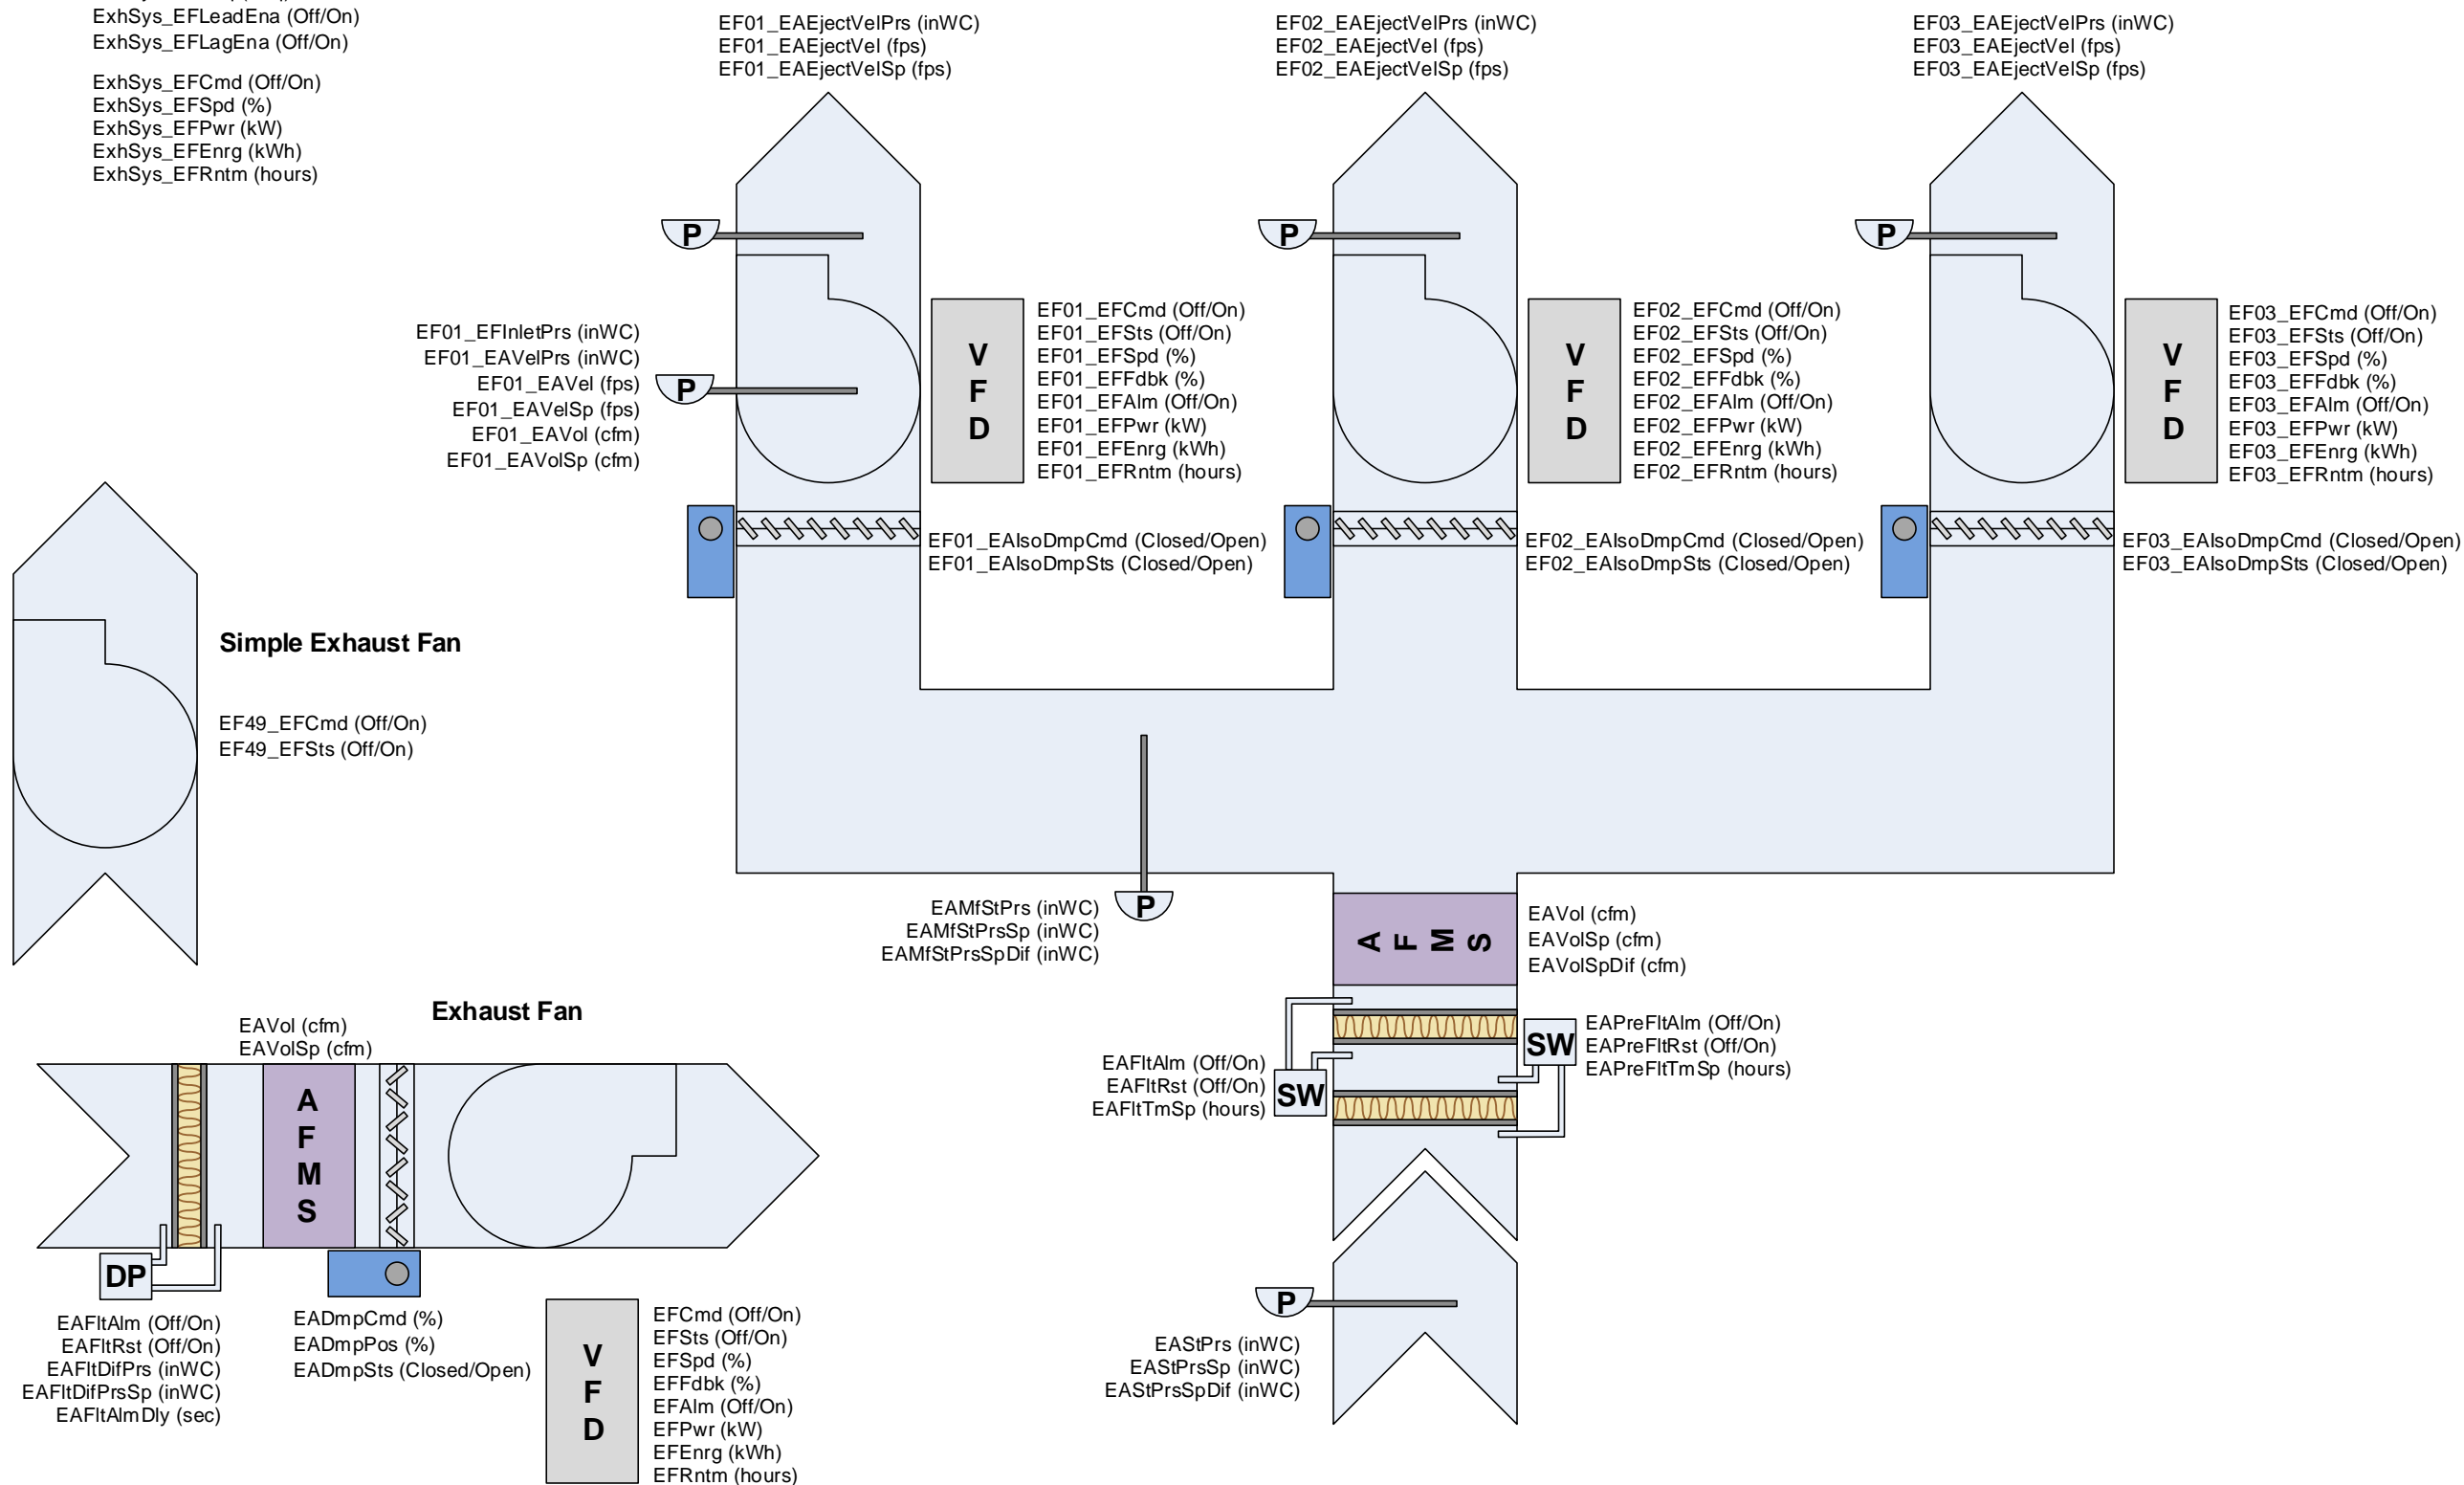 ExhSys_EFLeadEna (Off/On)
ExhSys_EFLagEna (Off/On)
ExhSys_EFCmd (Off/On)
ExhSys_EFSpd (%)
ExhSys_EFPwr (kW)
ExhSys_EFEnrg (kWh)
ExhSys_EFRntm (hours)
EF01_EAEjectVelPrs (inWC)
EF01_EAEjectVel (fps)
EF01_EAEjectVelSp (fps)
EF02_EAEjectVelPrs (inWC)
EF02_EAEjectVel (fps)
EF02_EAEjectVelSp (fps)
EF03_EAEjectVelPrs (inWC)
EF03_EAEjectVel (fps)
EF03_EAEjectVelSp (fps)
P
P
P
EF01_EFInletPrs (inWC)
EF01_EAVelPrs (inWC)
EF01_EAVel (fps)
EF01_EAVelSp (fps)
EF01_EAVol (cfm)
EF01_EAVolSp (cfm)
P
V
F
D
EF01_EFCmd (Off/On)
EF01_EFSts (Off/On)
EF01_EFSpd (%)
EF01_EFFdbk (%)
EF01_EFAlm (Off/On)
EF01_EFPwr (kW)
EF01_EFEnrg (kWh)
EF01_EFRntm (hours)
V
F
D
EF02_EFCmd (Off/On)
EF02_EFSts (Off/On)
EF02_EFSpd (%)
EF02_EFFdbk (%)
EF02_EFAlm (Off/On)
EF02_EFPwr (kW)
EF02_EFEnrg (kWh)
EF02_EFRntm (hours)
V
F
D
EF03_EFCmd (Off/On)
EF03_EFSts (Off/On)
EF03_EFSpd (%)
EF03_EFFdbk (%)
EF03_EFAlm (Off/On)
EF03_EFPwr (kW)
EF03_EFEnrg (kWh)
EF03_EFRntm (hours)
EF01_EAIsoDmpCmd (Closed/Open)
EF01_EAIsoDmpSts (Closed/Open)
EF02_EAIsoDmpCmd (Closed/Open)
EF02_EAIsoDmpSts (Closed/Open)
EF03_EAIsoDmpCmd (Closed/Open)
EF03_EAIsoDmpSts (Closed/Open)
Simple Exhaust Fan
EF49_EFCmd (Off/On)
EF49_EFSts (Off/On)
EAMfStPrs (inWC)
EAMfStPrsSp (inWC)
EAMfStPrsSpDif (inWC)
P
A F M S
EAVol (cfm)
EAVolSp (cfm)
EAVolSpDif (cfm)
EAFltAlm (Off/On)
EAFltRst (Off/On)
EAFltTmSp (hours)
SW
SW
EAPreFltAlm (Off/On)
EAPreFltRst (Off/On)
EAPreFltTmSp (hours)
P
EAStPrs (inWC)
EAStPrsSp (inWC)
EAStPrsSpDif (inWC)
Exhaust Fan
EAVol (cfm)
EAVolSp (cfm)
A
F
M
S
DP
EAFltAlm (Off/On)
EAFltRst (Off/On)
EAFltDifPrs (inWC)
EAFltDifPrsSp (inWC)
EAFltAlmDly (sec)
EADmpCmd (%)
EADmpPos (%)
EADmpSts (Closed/Open)
V
F
D
EFCmd (Off/On)
EFSts (Off/On)
EFSpd (%)
EFFdbk (%)
EFAlm (Off/On)
EFPwr (kW)
EFEnrg (kWh)
EFRntm (hours)